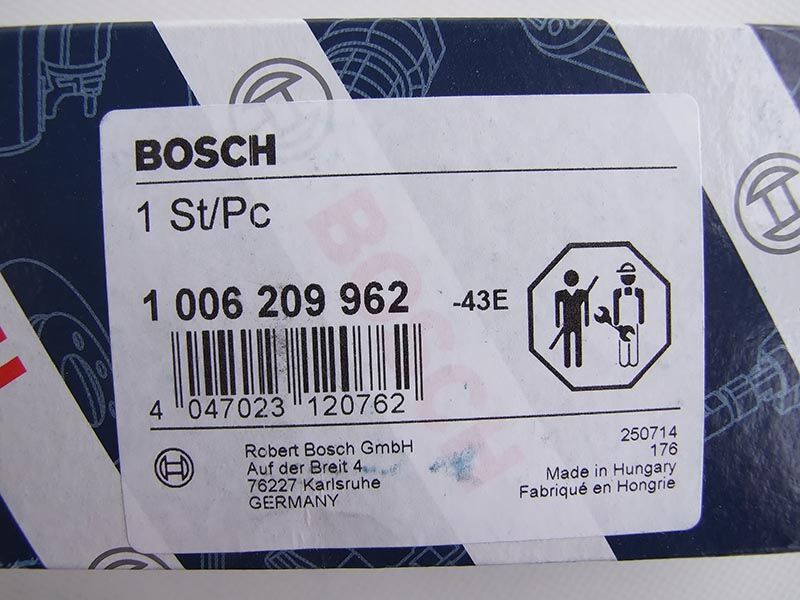 BOSCH
1 St/Pc
BOSCH
1 006 209 962 -43E
4 047023 120762
Robert Bosch GmbH
Auf der Breit 4
76227 Karlsruhe
GERMANY
250714
176
Made in Hungary
Fabriqué en Hongrie